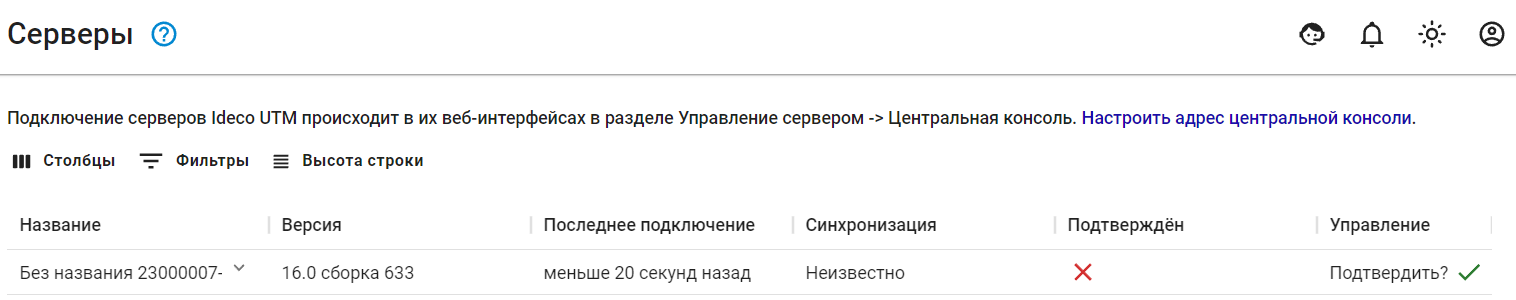 Серверы
Подключение серверов Ideco UTM происходит в их веб-интерфейсах в разделе Управление сервером -> Центральная консоль. Настроить адрес центральной консоли.
Столбцы Фильтры Высота строки
Название Версия Последнее подключение Синхронизация Подтверждён Управление
Без названия 23000007- 16.0 сборка 633 меньше 20 секунд назад Неизвестно Подтвердить?